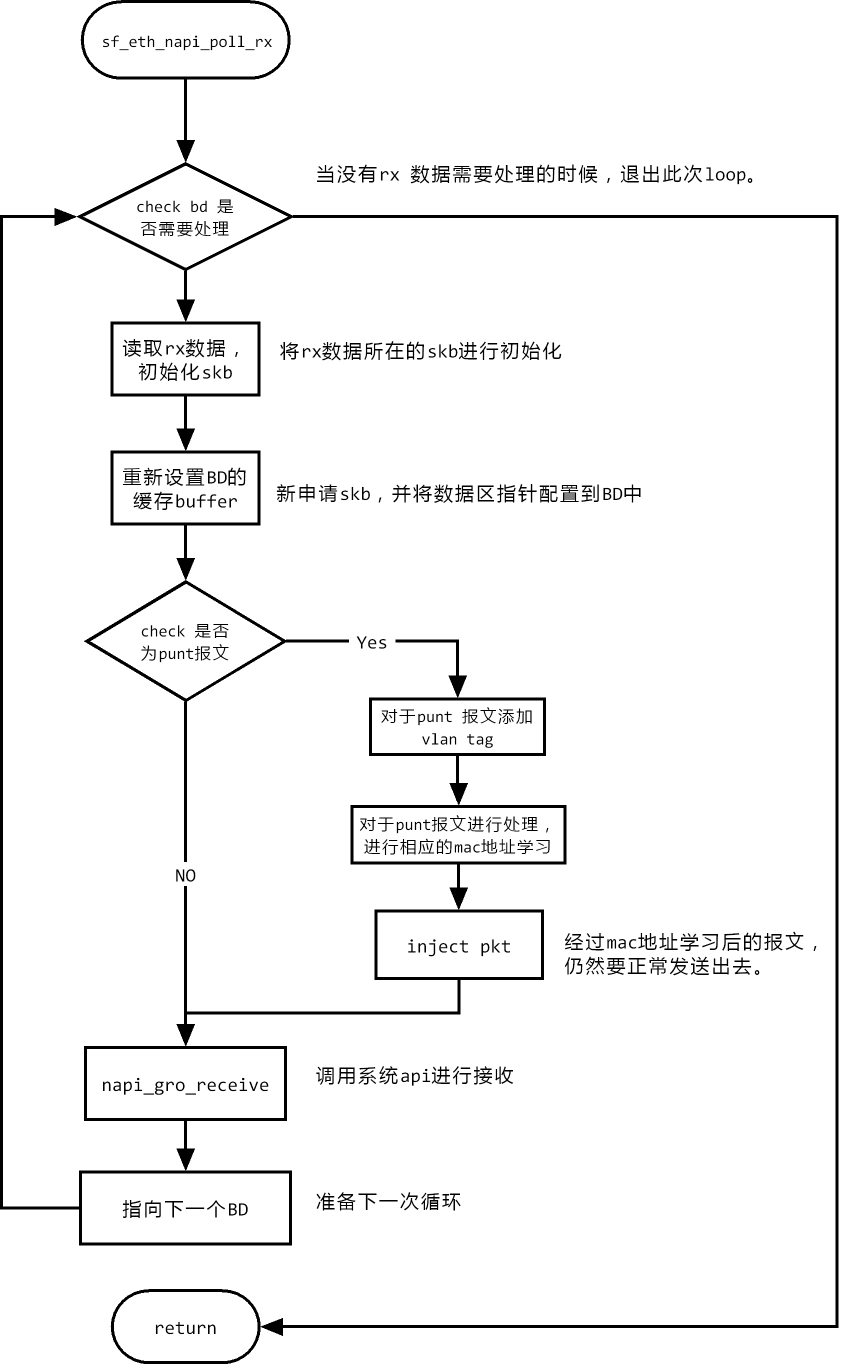 sf_eth_napi_poll_rx
当没有rx 数据需要处理的时候，退出此次loop。
check bd 是
否需要处理
读取rx数据，
初始化skb
将rx数据所在的skb进行初始化
重新设置BD的
缓存buffer
新申请skb，并将数据区指针配置到BD中
check 是否
为punt报文
Yes
对于punt 报文添加
vlan tag
对于punt报文进行处理，
进行相应的mac地址学习
NO
inject pkt
经过mac地址学习后的报文，
仍然要正常发送出去。
napi_gro_receive
调用系统api进行接收
指向下一个BD
准备下一次循环
return